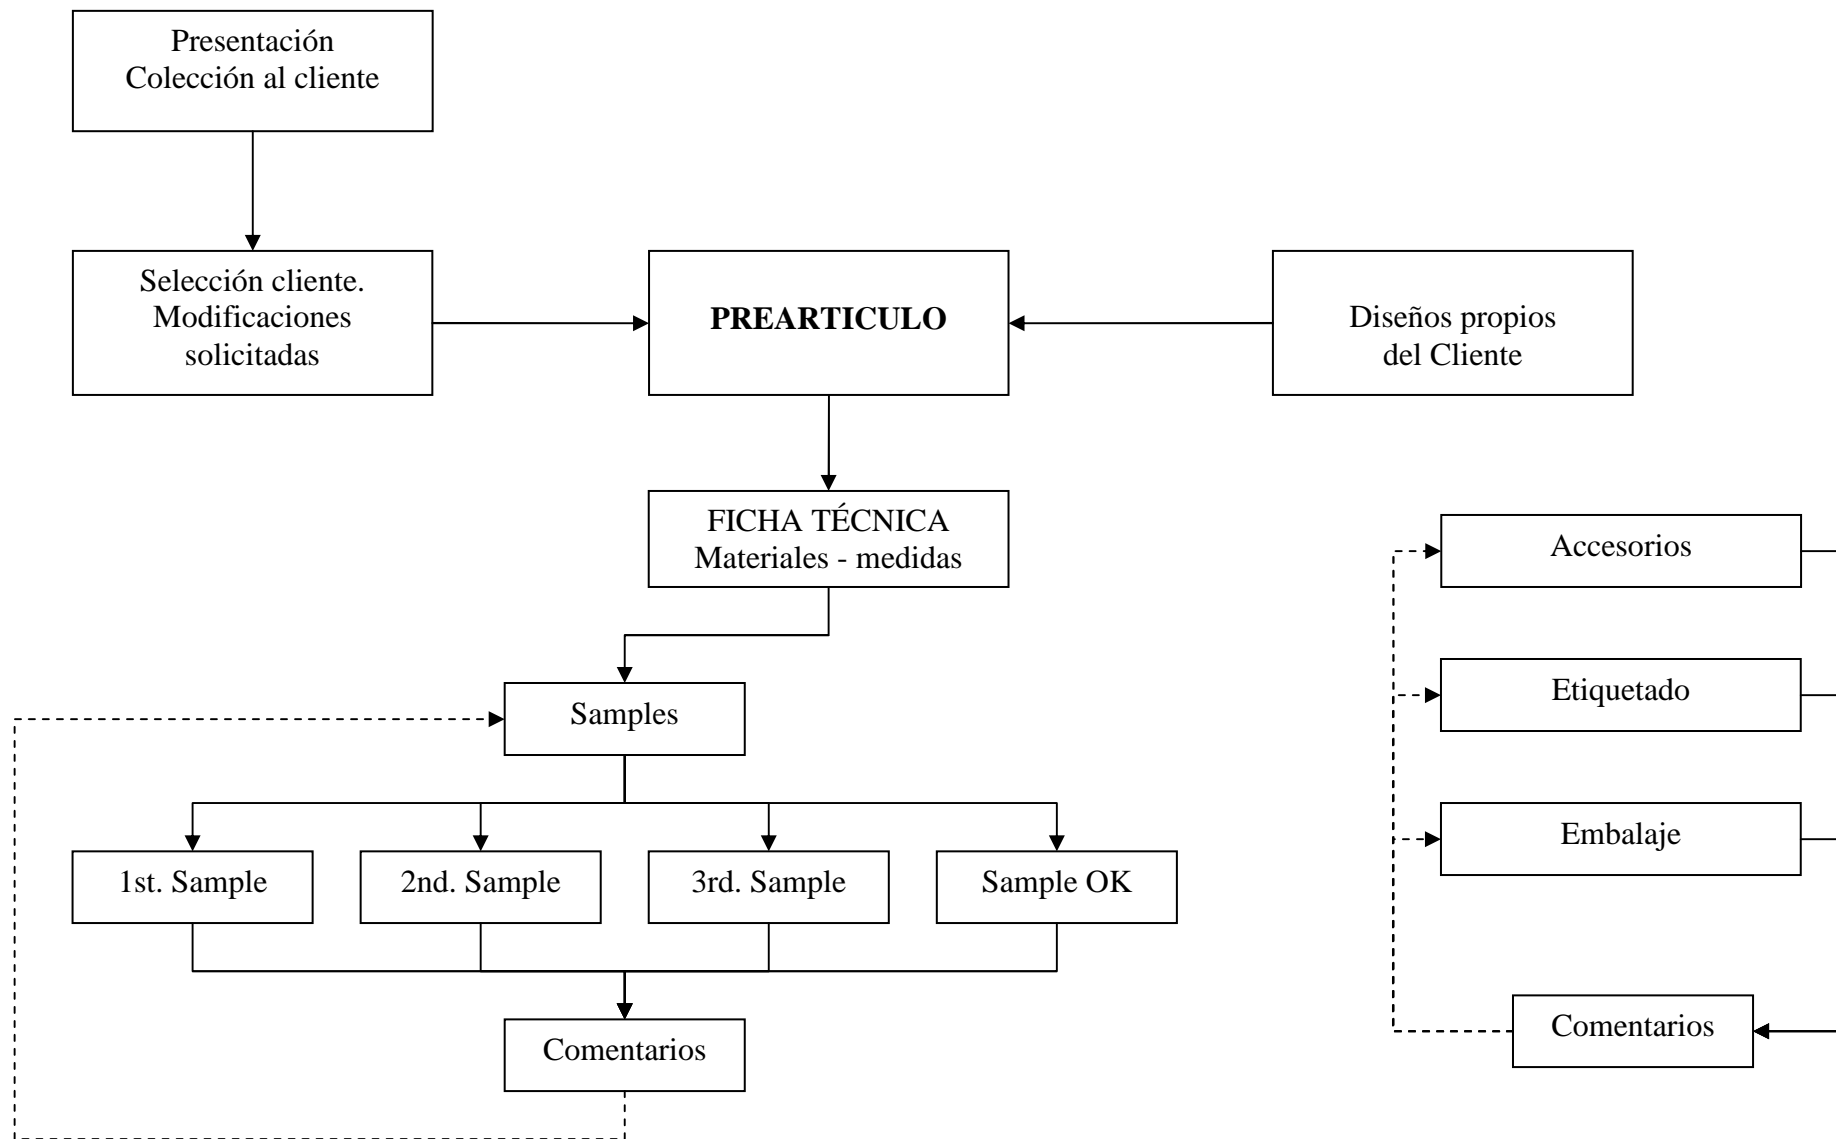 Presentación
Colección al cliente
Selección cliente.
Modificaciones
solicitadas
PREARTICULO
Diseños propios
del Cliente
FICHA TÉCNICA
Materiales - medidas
Accesorios
Etiquetado
Samples
Embalaje
1st. Sample
2nd. Sample
3rd. Sample
Sample OK
Comentarios
Comentarios